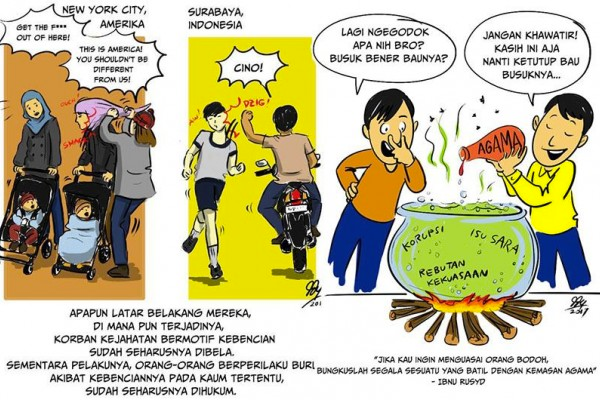 NEW YORK CITY,
AMERIKA
GET THE F***
OUT OF HERE!
THIS IS AMERICA!
YOU SHOULDN'T BE
DIFFERENT
FROM US!
SURABAYA,
INDONESIA
CINO!
DZIG!
APAPUN LATAR BELAKANG MEREKA,
DI MANA PUN TERJADINYA,
KORBAN KEJAHATAN BERMOTIF KEBENCIAN
SUDAH SEHARUSNYA DIBELA.
SEMENTARA PELAKUNYA, ORANG-ORANG BERPERILAKU BURU
AKIBAT KEBENCIANNYA PADA KAUM TERTENTU,
SUDAH SEHARUSNYA DIHUKUM.
LAGI NGEGODOK
APA NIH BRO?
BUSUK BENER BAUNYA?
JANGAN KHAWATIR!
KASIH INI AJA
NANTI KETUTUP BAU
BUSUKNYA...
AGAMA
KORUPSI
ISU SARA
REBUTAN
KEKUASAAN
2017
"JIKA KAU INGIN MENGUASAI ORANG BODOH,
BUNGKUSLAH SEGALA SESUATU YANG BATIL DENGAN KEMASAN AGAMA"
- IBNU RUSYD